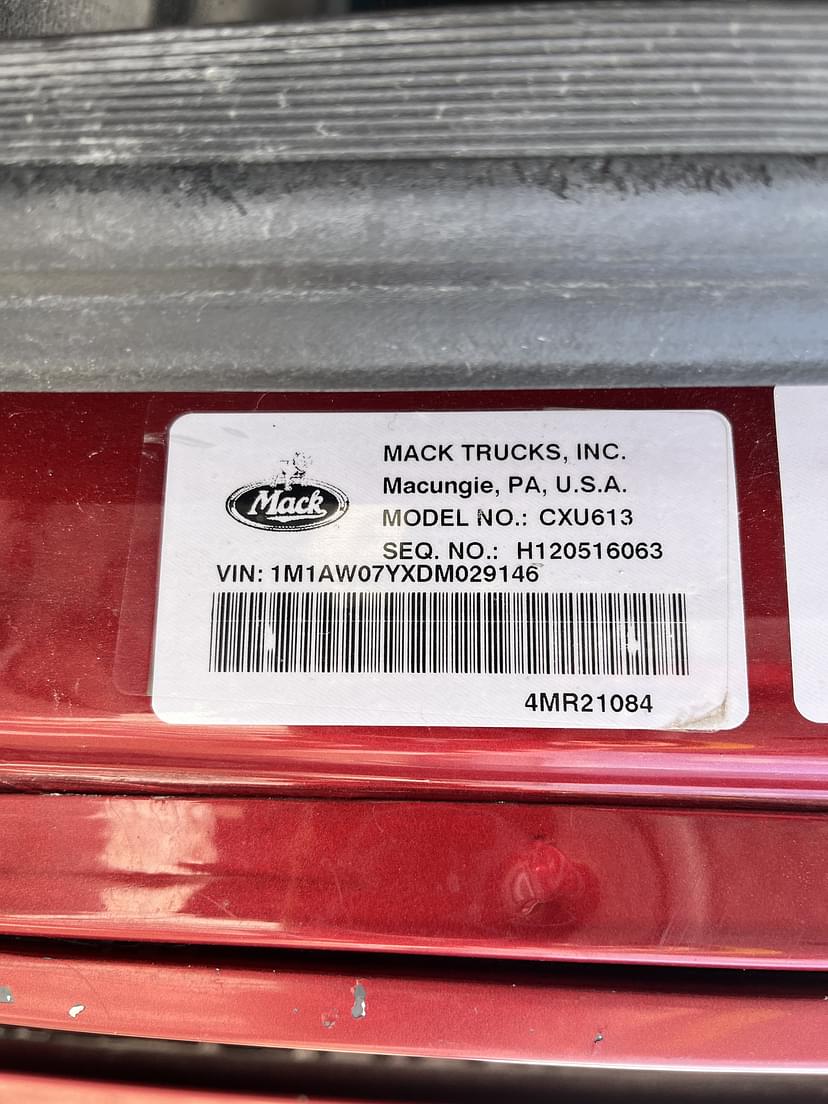 Mack
MACK TRUCKS, INC.
Macungie, PA, U.S.A.
MODEL NO.: CXU613
SEQ. NO.: H120516063
VIN: 1M1AW07YXDM029146
4MR21084